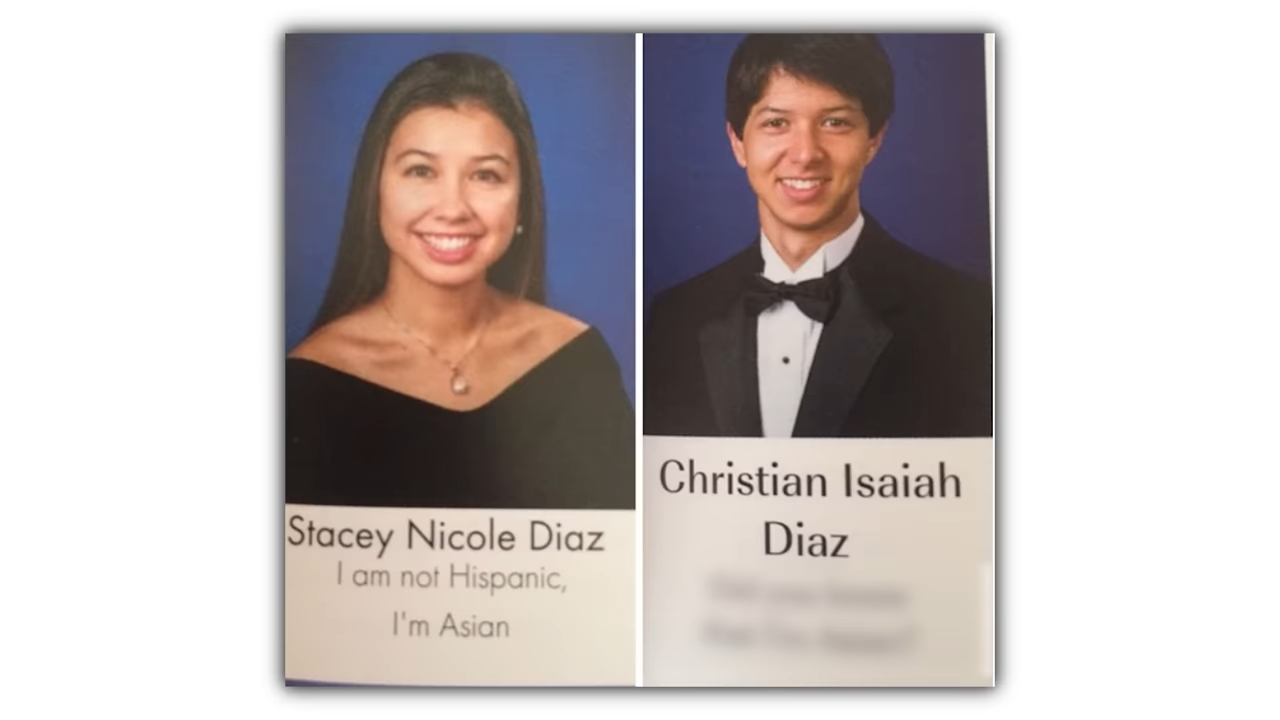 Stacey Nicole Diaz
I am not Hispanic,
I'm Asian
Christian Isaiah
Diaz